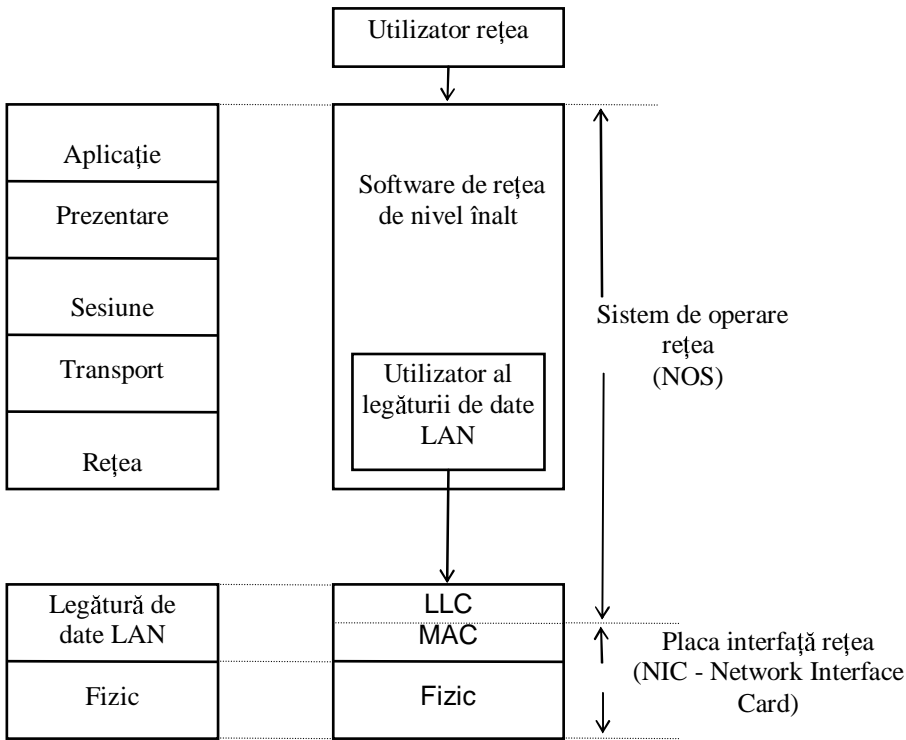 Utilizator rețea
Aplicație
Prezentare
Sesiune
Transport
Rețea
Software de rețea
de nivel înalt
Utilizator al
legăturii de date
LAN
Sistem de operare
rețea
(NOS)
Legătură de
date LAN
Fizic
LLC
MAC
Fizic
Placa interfață rețea
(NIC - Network Interface
Card)